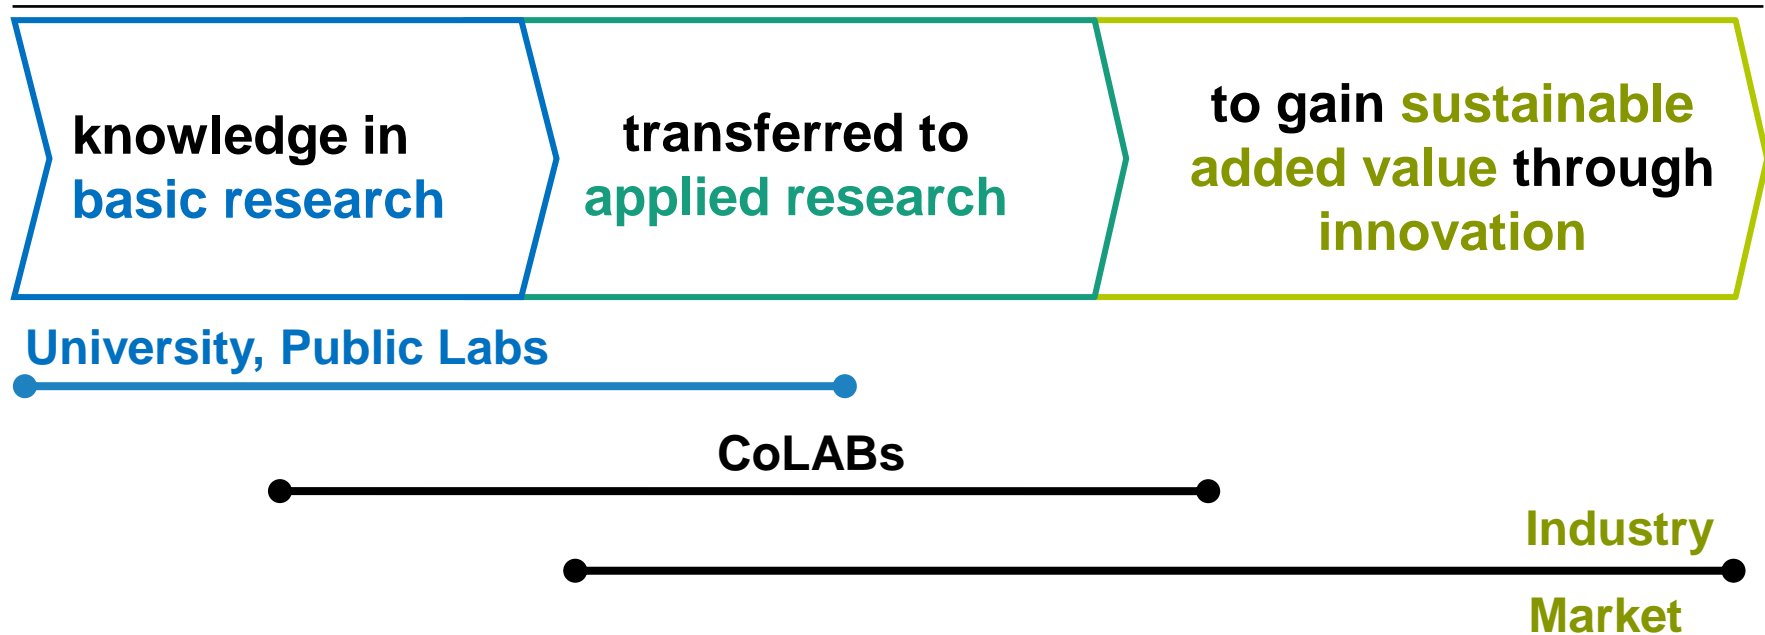 knowledge in
basic research
transferred to
applied research
to gain sustainable
added value through
innovation
University, Public Labs
CoLABs
Industry
Market